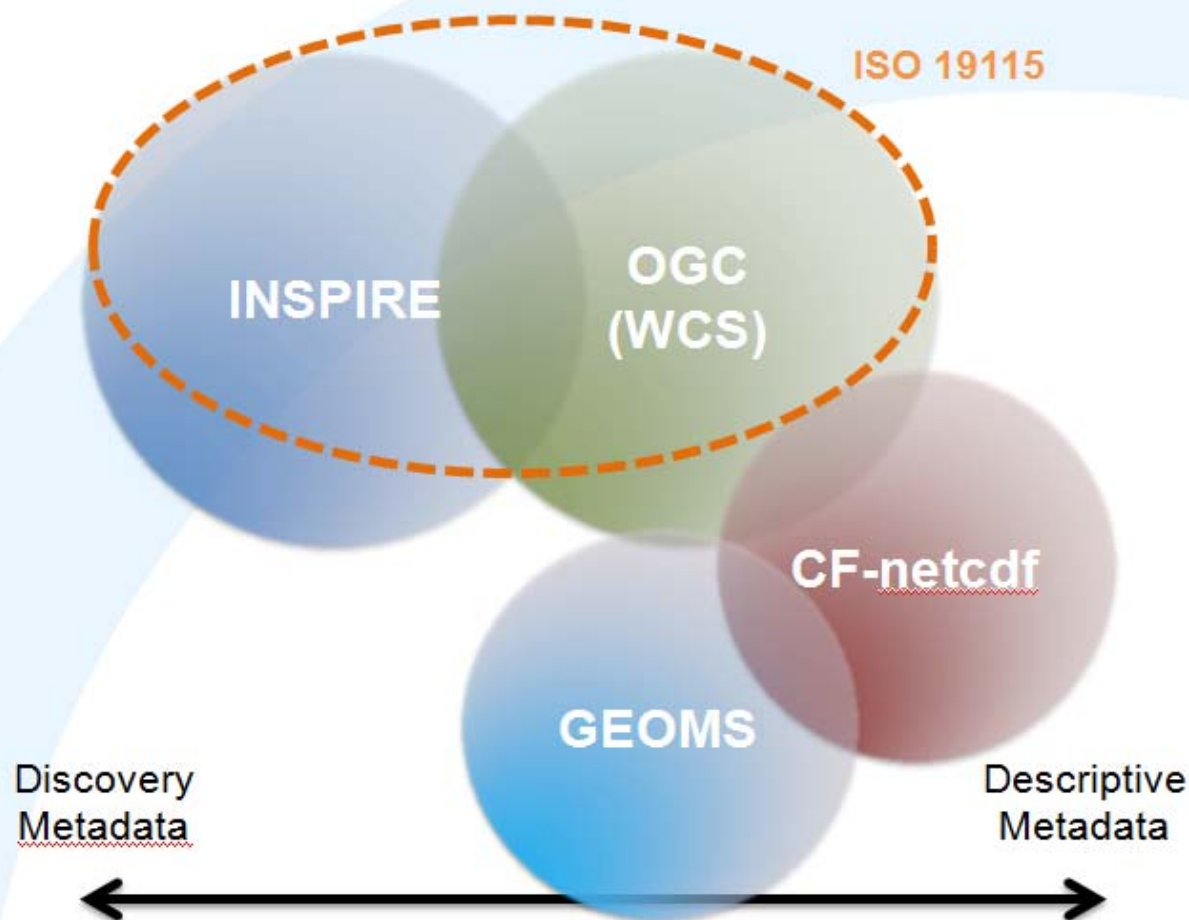 ISO 19115
INSPIRE
OGC
(WCS)
CF-netcdf
GEOMS
Discovery
Metadata
Descriptive
Metadata